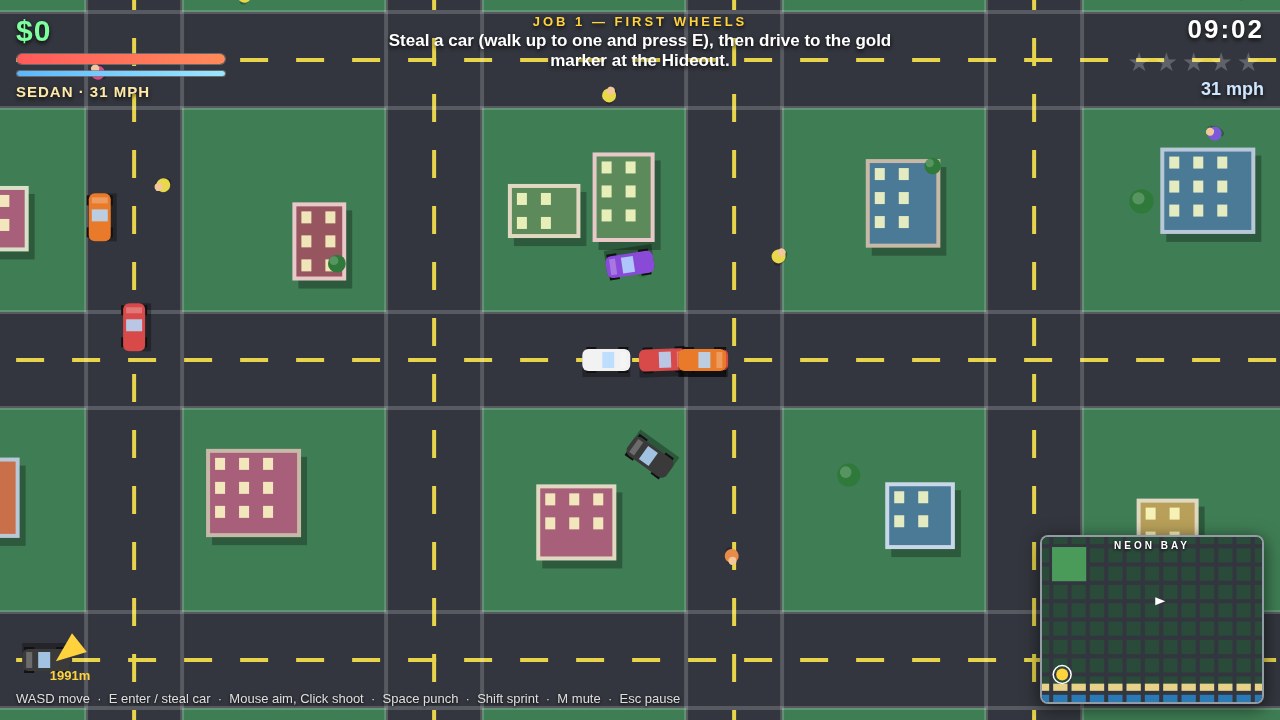 $0
JOB 1 — FIRST WHEELS
Steal a car (walk up to one and press E), then drive to the gold
marker at the Hideout.
09:02
★★★★★
SEDAN · 31 MPH
31 mph
NEON BAY
1991m
WASD move · E enter / steal car · Mouse aim, Click shoot · Space punch · Shift sprint · M mute · Esc pause